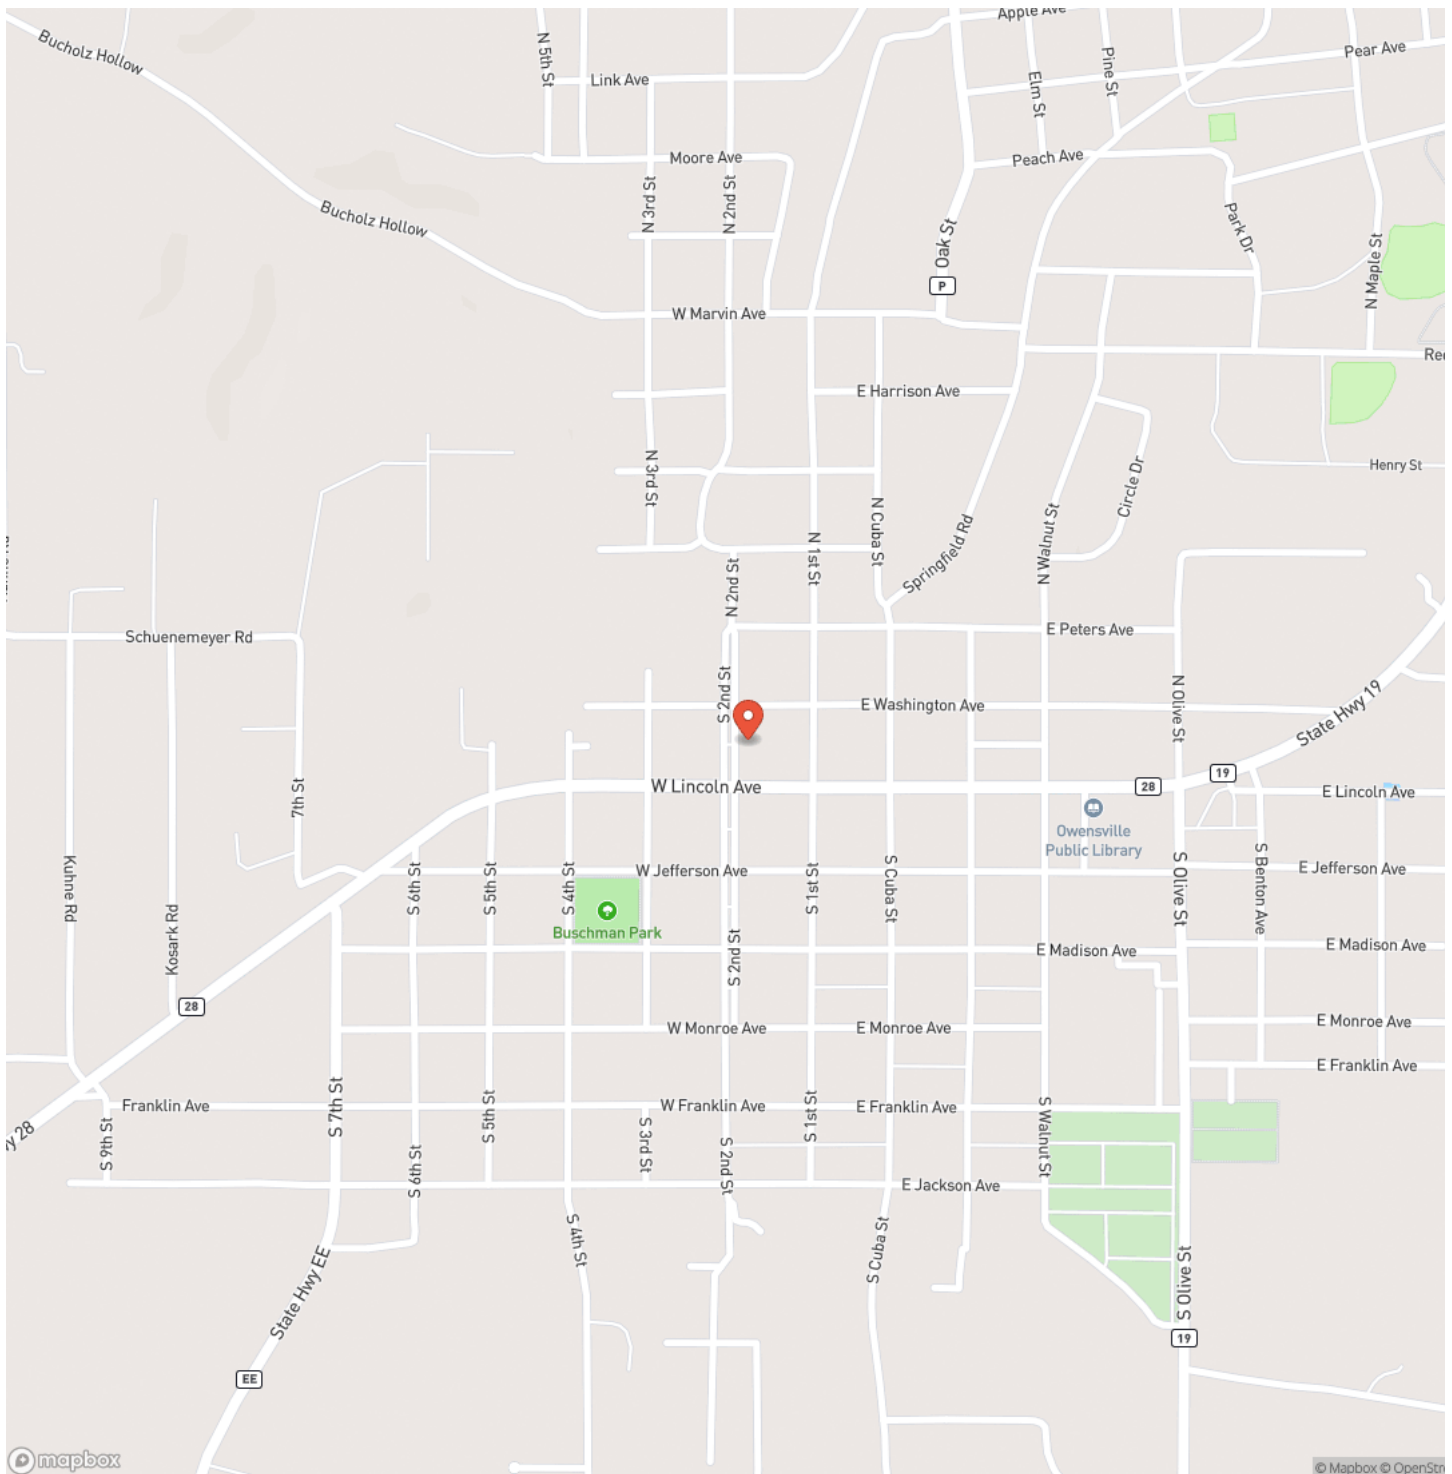 Apple Ave
Bucholz Hollow
N 5th St
Link Ave
Elm St
Pine St
Pear Ave
Moore Ave
Peach Ave
N 3rd St
N 2nd St
Bucholz Hollow
Oak St
Park Dr
N Maple St
P
W Marvin Ave
E Harrison Ave
N 3rd St
Henry St
Circle Dr
N Cuba St
N 1st St
Springfield Rd
N Walnut St
N 2nd St
Schuenemeyer Rd
E Peters Ave
S 2nd St
E Washington Ave
N Olive St
State Hwy 19
19
28
W Lincoln Ave
7th St
E Lincoln Ave
Owensville
Public Library
Kuhne Rd
S 6th St
S 5th St
S 4th St
W Jefferson Ave
S 1st St
S Cuba St
S Olive St
S Benton Ave
E Jefferson Ave
Kosark Rd
Buschman Park
S 2nd St
E Madison Ave
E Madison Ave
28
W Monroe Ave
E Monroe Ave
E Monroe Ave
E Franklin Ave
Franklin Ave
S 7th St
S 5th St
W Franklin Ave
S 1st St
E Franklin Ave
S Walnut St
S 9th St
S 6th St
S 3rd St
S 2nd St
E Jackson Ave
S 4th St
S Cuba St
State Hwy EE
S Olive St
19
EE
mapbox
© Mapbox © OpenStr